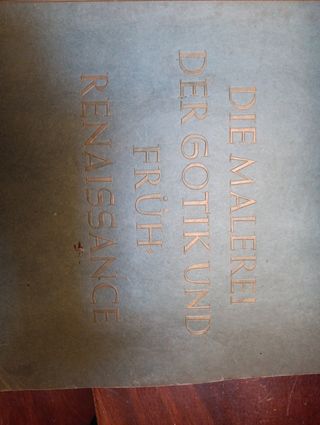 DIE MALEREI
DER GOTIK UND
FRÜH-
RENAISSANCE